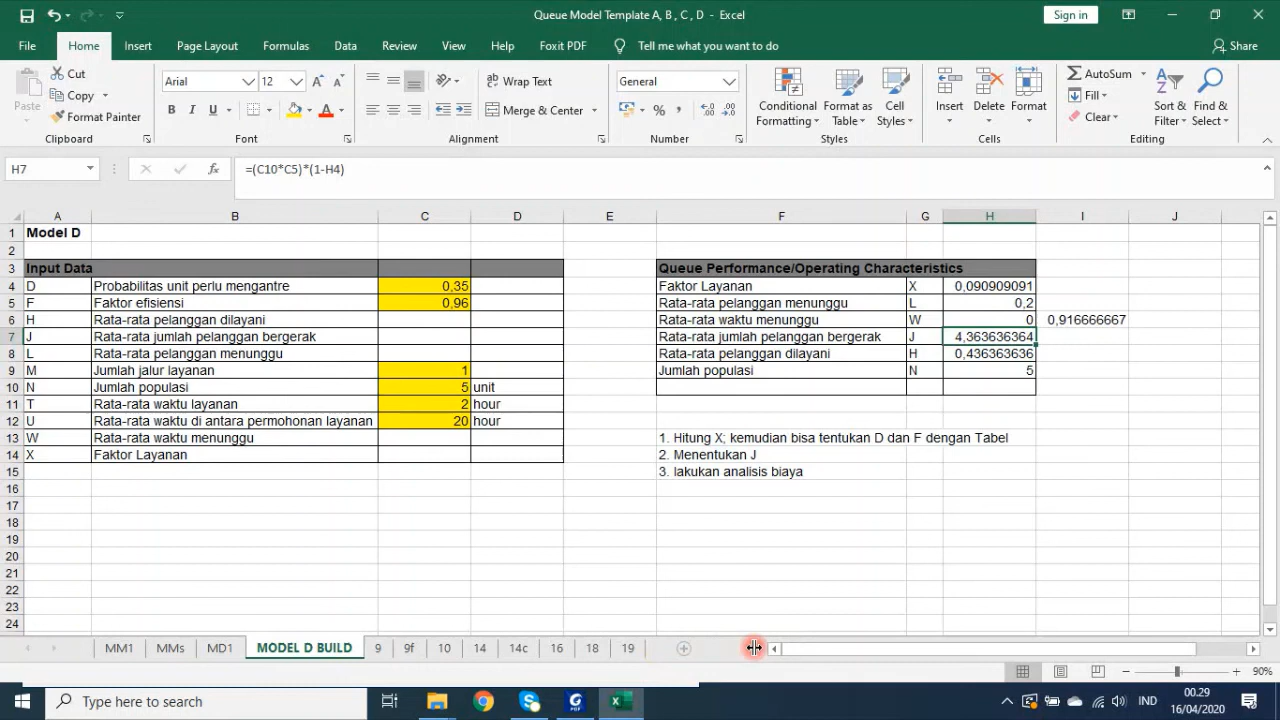 Queue Model Template A, B , C , D - Excel
Sign in
File Home Insert Page Layout Formulas Data Review View Help Foxit PDF Tell me what you want to do Share
Paste Cut Arial 12 Wrap Text General Conditional Formatting Format as Table Cell Styles Insert Delete Format AutoSum Sort & Filter Find & Select
Copy Merge & Center % , Fill
Format Painter B I U A Clear
Clipboard Font Alignment Number Styles Cells Editing
H7 fx =(C10*C5)*(1-H4)
A B C D E F G H I J
1 Model D
2
3 Input Data Queue Performance/Operating Characteristics
4 D Probabilitas unit perlu mengantre 0,35 Faktor Layanan X 0,090909091
5 F Faktor efisiensi 0,96 Rata-rata pelanggan menunggu L 0,2
6 H Rata-rata pelanggan dilayani Rata-rata waktu menunggu W 0 0,916666667
7 J Rata-rata jumlah pelanggan bergerak Rata-rata jumlah pelanggan bergerak J 4,363636364
8 L Rata-rata pelanggan menunggu Rata-rata pelanggan dilayani H 0,436363636
9 M Jumlah jalur layanan 1 Jumlah populasi N 5
10 N Jumlah populasi 5 unit
11 T Rata-rata waktu layanan 2 hour
12 U Rata-rata waktu di antara permohonan layanan 20 hour
13 W Rata-rata waktu menunggu 1. Hitung X; kemudian bisa tentukan D dan F dengan Tabel
14 X Faktor Layanan 2. Menentukan J
15 3. lakukan analisis biaya
16
17
18
19
20
21
22
23
24
MM1 MMs MD1 MODEL D BUILD 9 9f 10 14 14c 16 18 19
90%
Type here to search IND 00.29
16/04/2020